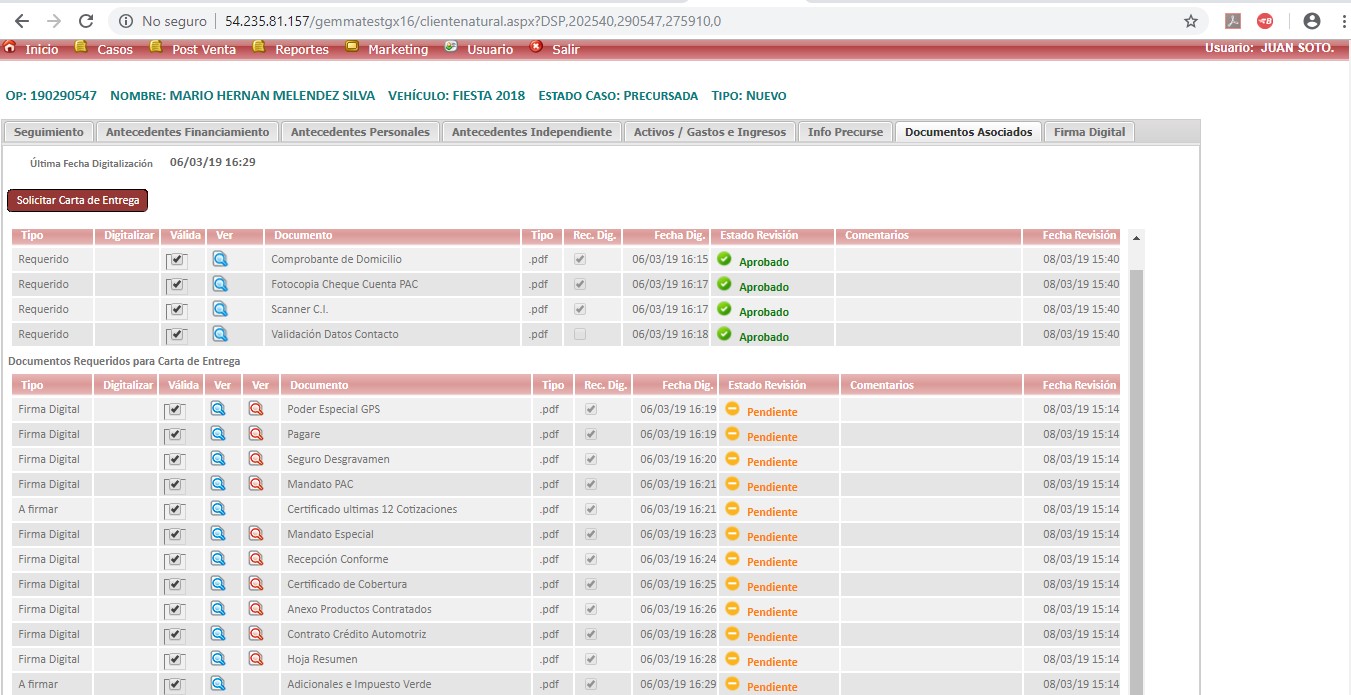 No seguro | 54.235.81.157/gemmatestgx16/clientenatural.aspx?DSP,202540,290547,275910,0
Inicio Casos Post Venta Reportes Marketing Usuario Salir Usuario: JUAN SOTO.
OP: 190290547 NOMBRE: MARIO HERNAN MELENDEZ SILVA VEHÍCULO: FIESTA 2018 ESTADO CASO: PRECURSADA TIPO: NUEVO
Seguimiento Antecedentes Financiamiento Antecedentes Personales Antecedentes Independiente Activos / Gastos e Ingresos Info Precurse Documentos Asociados Firma Digital
Última Fecha Digitalización 06/03/19 16:29
Solicitar Carta de Entrega
Tipo Digitalizar Válida Ver Documento Tipo Rec. Dig. Fecha Dig. Estado Revisión Comentarios Fecha Revisión
Requerido Comprobante de Domicilio .pdf 06/03/19 16:15 Aprobado 08/03/19 15:40
Requerido Fotocopia Cheque Cuenta PAC .pdf 06/03/19 16:17 Aprobado 08/03/19 15:40
Requerido Scanner C.I. .pdf 06/03/19 16:17 Aprobado 08/03/19 15:40
Requerido Validación Datos Contacto .pdf 06/03/19 16:18 Aprobado 08/03/19 15:40
Documentos Requeridos para Carta de Entrega
Tipo Digitalizar Válida Ver Ver Documento Tipo Rec. Dig. Fecha Dig. Estado Revisión Comentarios Fecha Revisión
Firma Digital Poder Especial GPS .pdf 06/03/19 16:19 Pendiente 08/03/19 15:14
Firma Digital Pagare .pdf 06/03/19 16:19 Pendiente 08/03/19 15:14
Firma Digital Seguro Desgravamen .pdf 06/03/19 16:20 Pendiente 08/03/19 15:14
Firma Digital Mandato PAC .pdf 06/03/19 16:21 Pendiente 08/03/19 15:14
A firmar Certificado ultimas 12 Cotizaciones .pdf 06/03/19 16:21 Pendiente 08/03/19 15:14
Firma Digital Mandato Especial .pdf 06/03/19 16:23 Pendiente 08/03/19 15:14
Firma Digital Recepción Conforme .pdf 06/03/19 16:24 Pendiente 08/03/19 15:14
Firma Digital Certificado de Cobertura .pdf 06/03/19 16:25 Pendiente 08/03/19 15:14
Firma Digital Anexo Productos Contratados .pdf 06/03/19 16:26 Pendiente 08/03/19 15:14
Firma Digital Contrato Crédito Automotriz .pdf 06/03/19 16:28 Pendiente 08/03/19 15:14
Firma Digital Hoja Resumen .pdf 06/03/19 16:28 Pendiente 08/03/19 15:14
A firmar Adicionales e Impuesto Verde .pdf 06/03/19 16:29 Pendiente 08/03/19 15:14